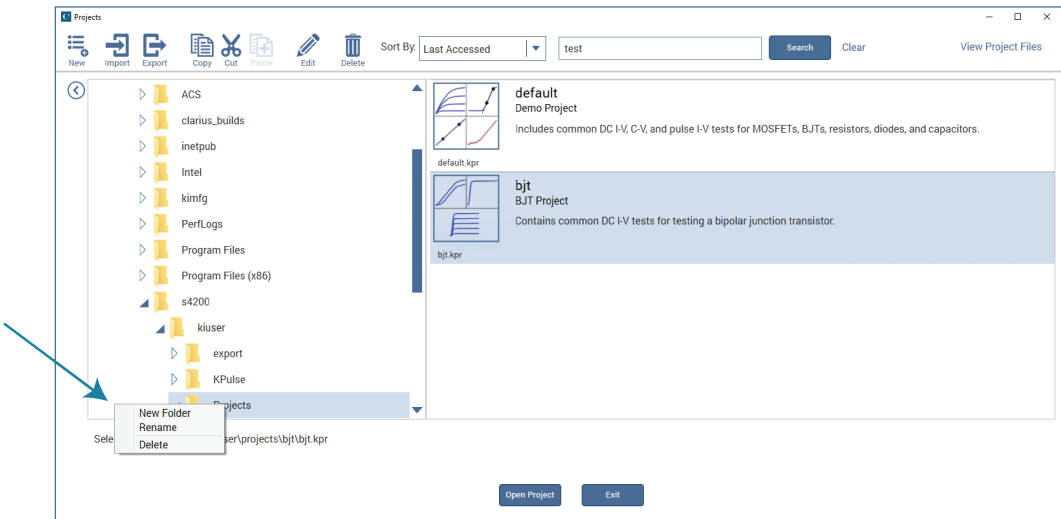 Projects
New
Import
Export
Copy
Cut
Paste
Edit
Delete
Sort By:
Last Accessed
test
Search
Clear
View Project Files
ACS
clarius_builds
inetpub
Intel
kimfg
PerfLogs
Program Files
Program Files (x86)
s4200
kiuser
export
KPulse
Projects
default
Demo Project
Includes common DC I-V, C-V, and pulse I-V tests for MOSFETs, BJTs, resistors, diodes, and capacitors.
default.kpr
bjt
BJT Project
Contains common DC I-V tests for testing a bipolar junction transistor.
bjt.kpr
New Folder
Rename
Delete
Sele
ser\projects\bjt\bjt.kpr
Open Project
Exit